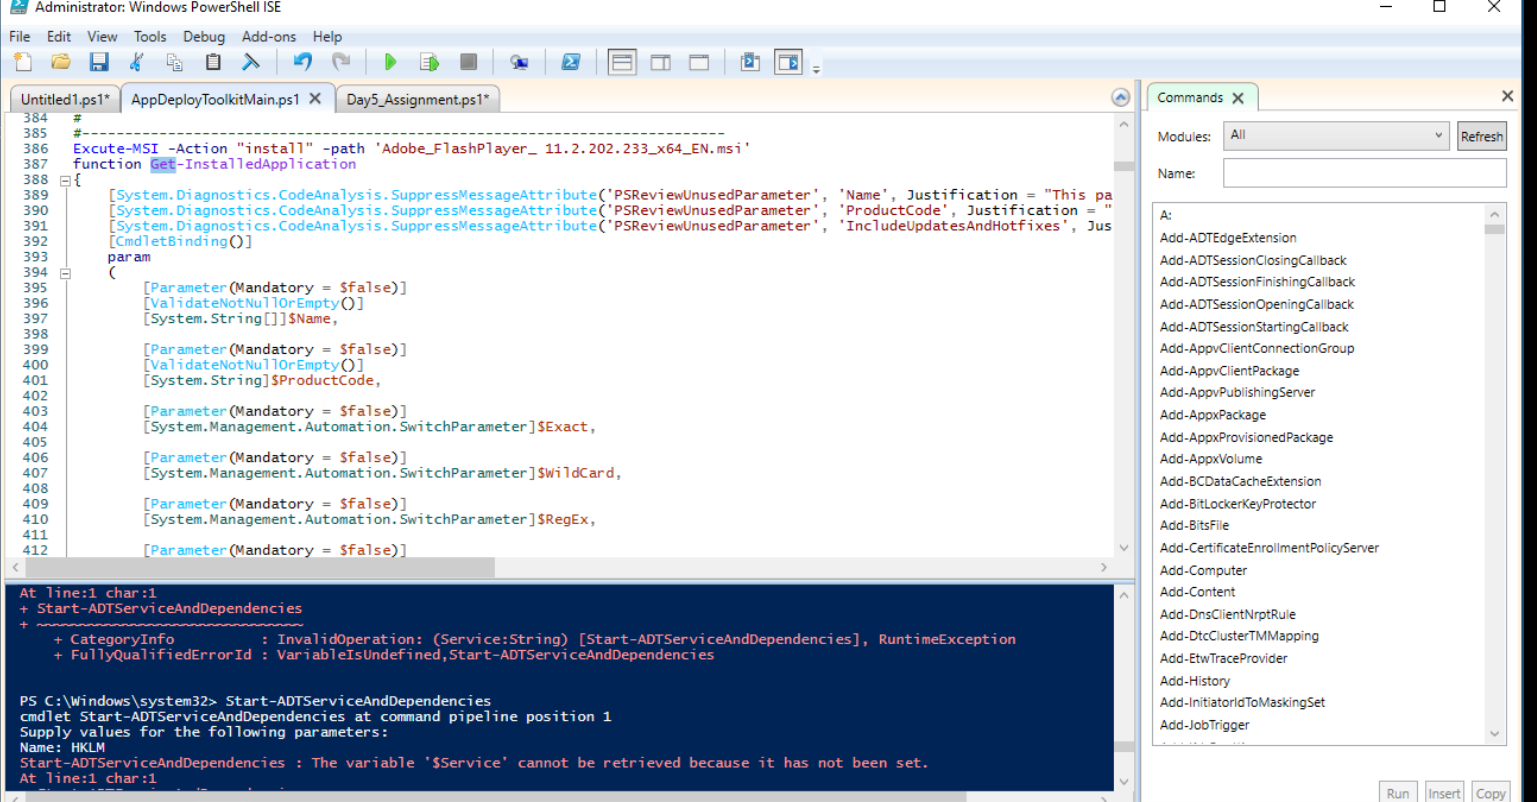 Administrator: Windows PowerShell ISE
File Edit View Tools Debug Add-ons Help
Untitled1.ps1* AppDeployToolkitMain.ps1 Day5_Assignment.ps1*
384 #
385 #---------------------------------------------------------------------------
386 Excute-MSI -Action "install" -path 'Adobe_FlashPlayer_ 11.2.202.233_x64_EN.msi'
387 function Get-InstalledApplication
388 {
389 [System.Diagnostics.CodeAnalysis.SuppressMessageAttribute('PSReviewUnusedParameter', 'Name', Justification = "This pa
390 [System.Diagnostics.CodeAnalysis.SuppressMessageAttribute('PSReviewUnusedParameter', 'ProductCode', Justification = "
391 [System.Diagnostics.CodeAnalysis.SuppressMessageAttribute('PSReviewUnusedParameter', 'IncludeUpdatesAndHotfixes', Jus
392 [CmdletBinding()]
393 param
394 (
395 [Parameter(Mandatory = $false)]
396 [ValidateNotNullOrEmpty()]
397 [System.String[]]$Name,
398
399 [Parameter(Mandatory = $false)]
400 [ValidateNotNullOrEmpty()]
401 [System.String]$ProductCode,
402
403 [Parameter(Mandatory = $false)]
404 [System.Management.Automation.SwitchParameter]$Exact,
405
406 [Parameter(Mandatory = $false)]
407 [System.Management.Automation.SwitchParameter]$WildCard,
408
409 [Parameter(Mandatory = $false)]
410 [System.Management.Automation.SwitchParameter]$RegEx,
411
412 [Parameter(Mandatory = $false)]
At line:1 char:1
+ Start-ADTServiceAndDependencies
+ ~~~~~~~~~~~~~~~~~~~~~~~~~~~~~~~
+ CategoryInfo : InvalidOperation: (Service:String) [Start-ADTServiceAndDependencies], RuntimeException
+ FullyQualifiedErrorId : VariableIsUndefined,Start-ADTServiceAndDependencies
PS C:\Windows\system32> Start-ADTServiceAndDependencies
cmdlet Start-ADTServiceAndDependencies at command pipeline position 1
Supply values for the following parameters:
Name: HKLM
Start-ADTServiceAndDependencies : The variable '$Service' cannot be retrieved because it has not been set.
At line:1 char:1
Commands
Modules: All Refresh
Name:
A:
Add-ADTEdgeExtension
Add-ADTSessionClosingCallback
Add-ADTSessionFinishingCallback
Add-ADTSessionOpeningCallback
Add-ADTSessionStartingCallback
Add-AppvClientConnectionGroup
Add-AppvClientPackage
Add-AppvPublishingServer
Add-AppxPackage
Add-AppxProvisionedPackage
Add-AppxVolume
Add-BCDataCacheExtension
Add-BitLockerKeyProtector
Add-BitsFile
Add-CertificateEnrollmentPolicyServer
Add-Computer
Add-Content
Add-DnsClientNrptRule
Add-DtcClusterTMMapping
Add-EtwTraceProvider
Add-History
Add-InitiatorIdToMaskingSet
Add-JobTrigger
Run Insert Copy